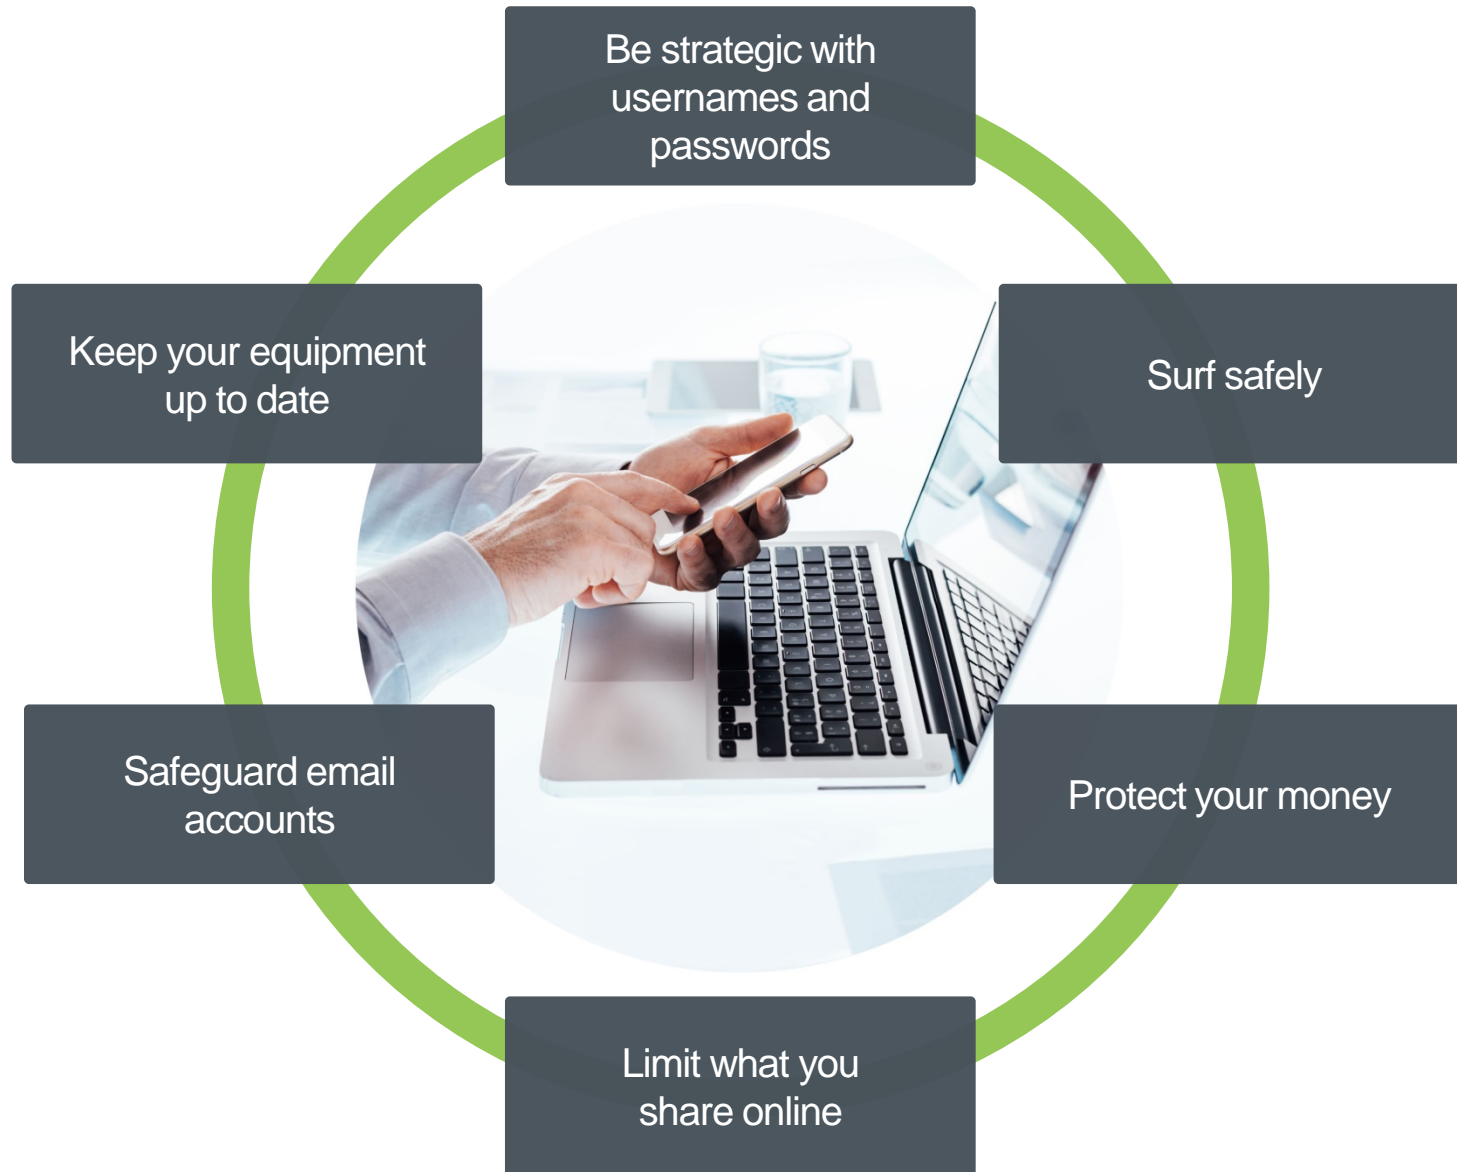 Be strategic with
usernames and
passwords
Keep your equipment
up to date
Surf safely
Safeguard email
accounts
Protect your money
Limit what you
share online